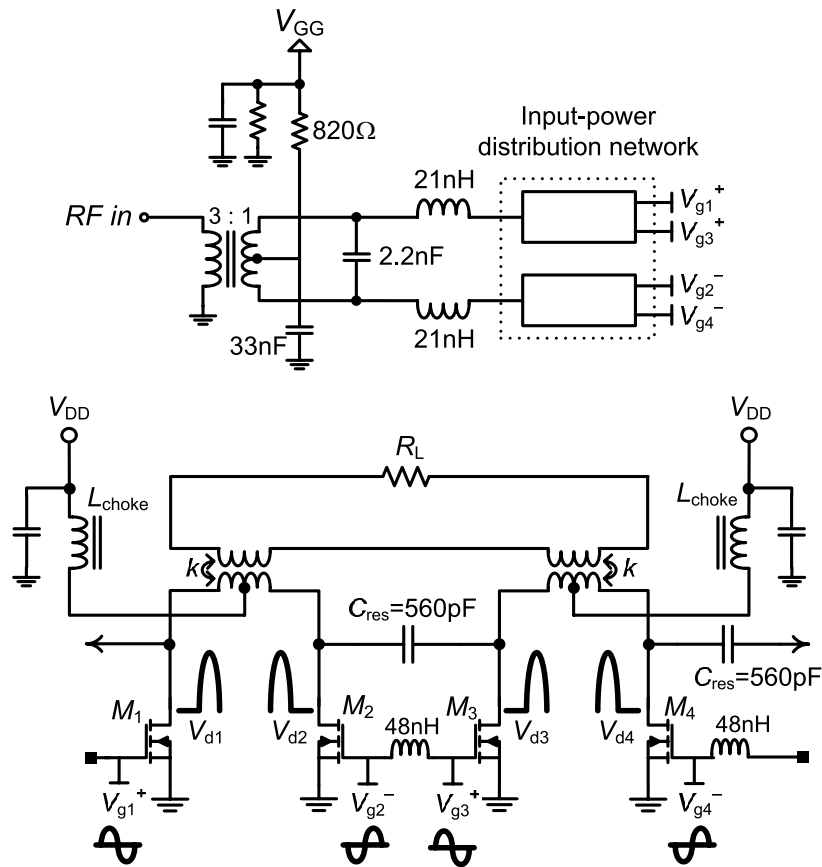 V_GG
820Ω
Input-power
distribution network
21nH
V_g1⁺
RF in
3 : 1
V_g3⁺
2.2nF
V_g2⁻
V_g4⁻
33nF
21nH
V_DD
V_DD
R_L
L_choke
L_choke
k
k
C_res=560pF
C_res=560pF
M_1
M_2
M_3
M_4
48nH
48nH
V_d1
V_d2
V_d3
V_d4
V_g1⁺
V_g2⁻
V_g3⁺
V_g4⁻